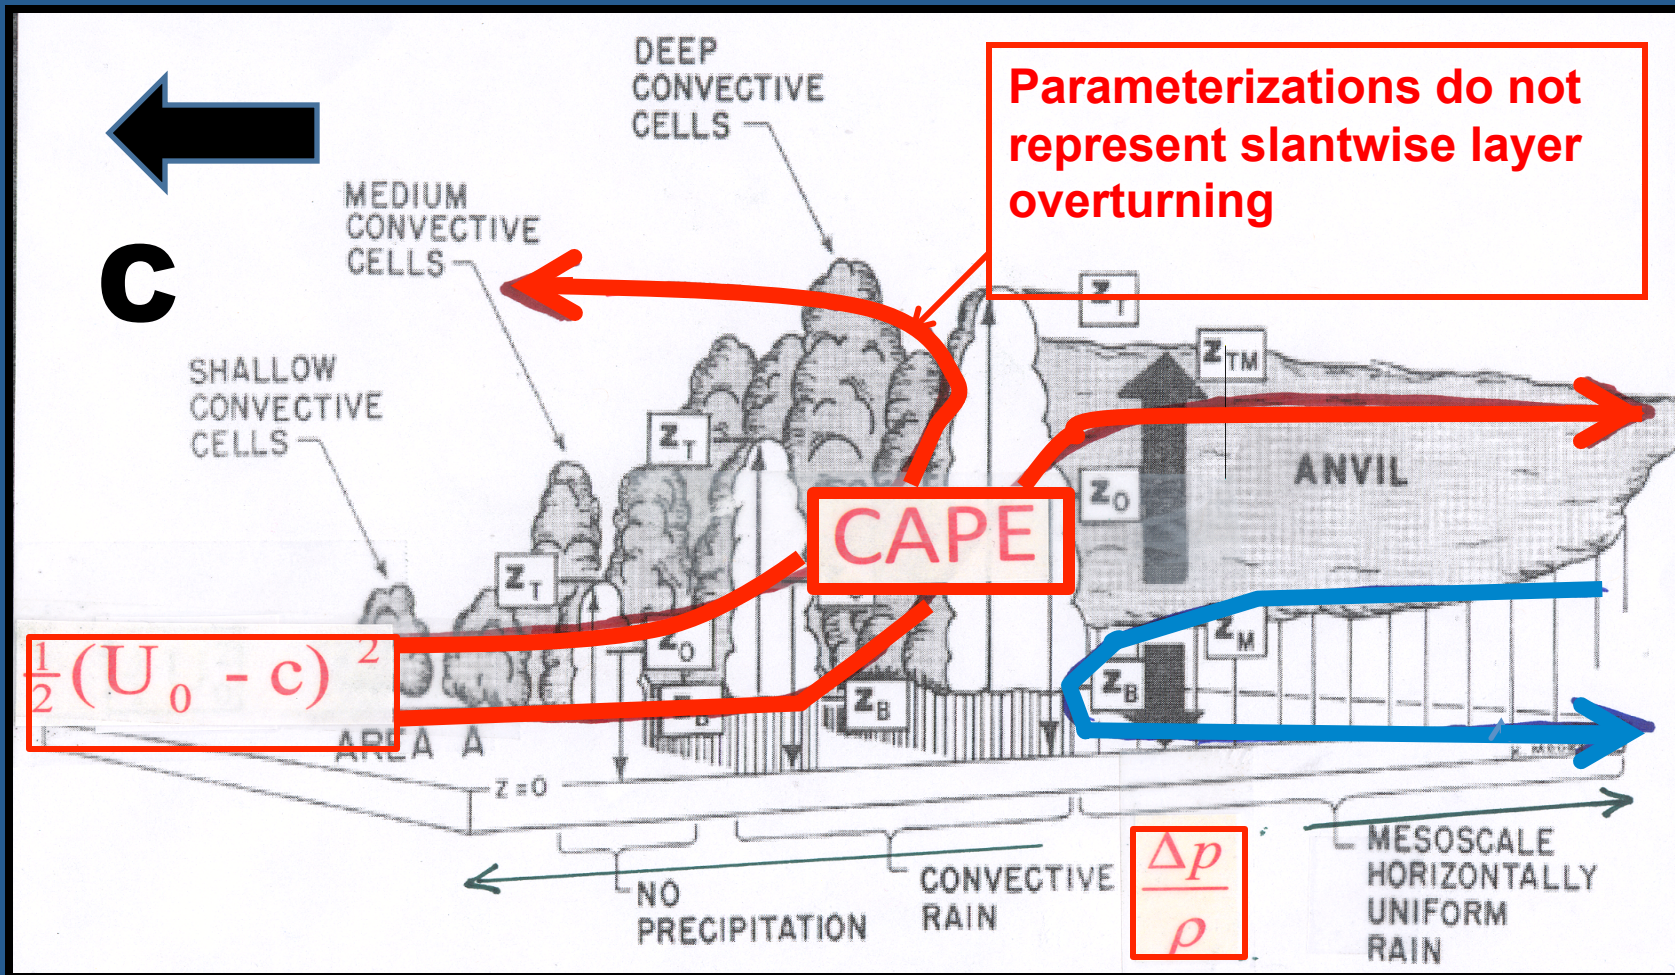 DEEP
CONVECTIVE
CELLS
Parameterizations do not
represent slantwise layer
overturning
MEDIUM
CONVECTIVE
CELLS
C
SHALLOW
CONVECTIVE
CELLS
Z_T
Z_TM
Z_T
ANVIL
Z_O
CAPE
Z_T
Z_O
Z_M
½(U₀ - c)²
Z_B
Z_B
Z_B
AREA A
Z=0
Δp/ρ
NO
PRECIPITATION
CONVECTIVE
RAIN
MESOSCALE
HORIZONTALLY
UNIFORM
RAIN